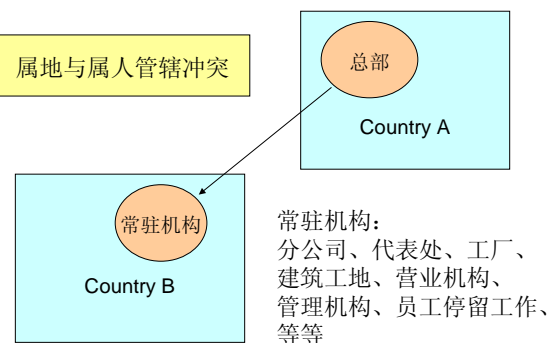 属地与属人管辖冲突
总部
Country A
常驻机构
Country B
常驻机构：
分公司、代表处、工厂、
建筑工地、营业机构、
管理机构、员工停留工作、
等等